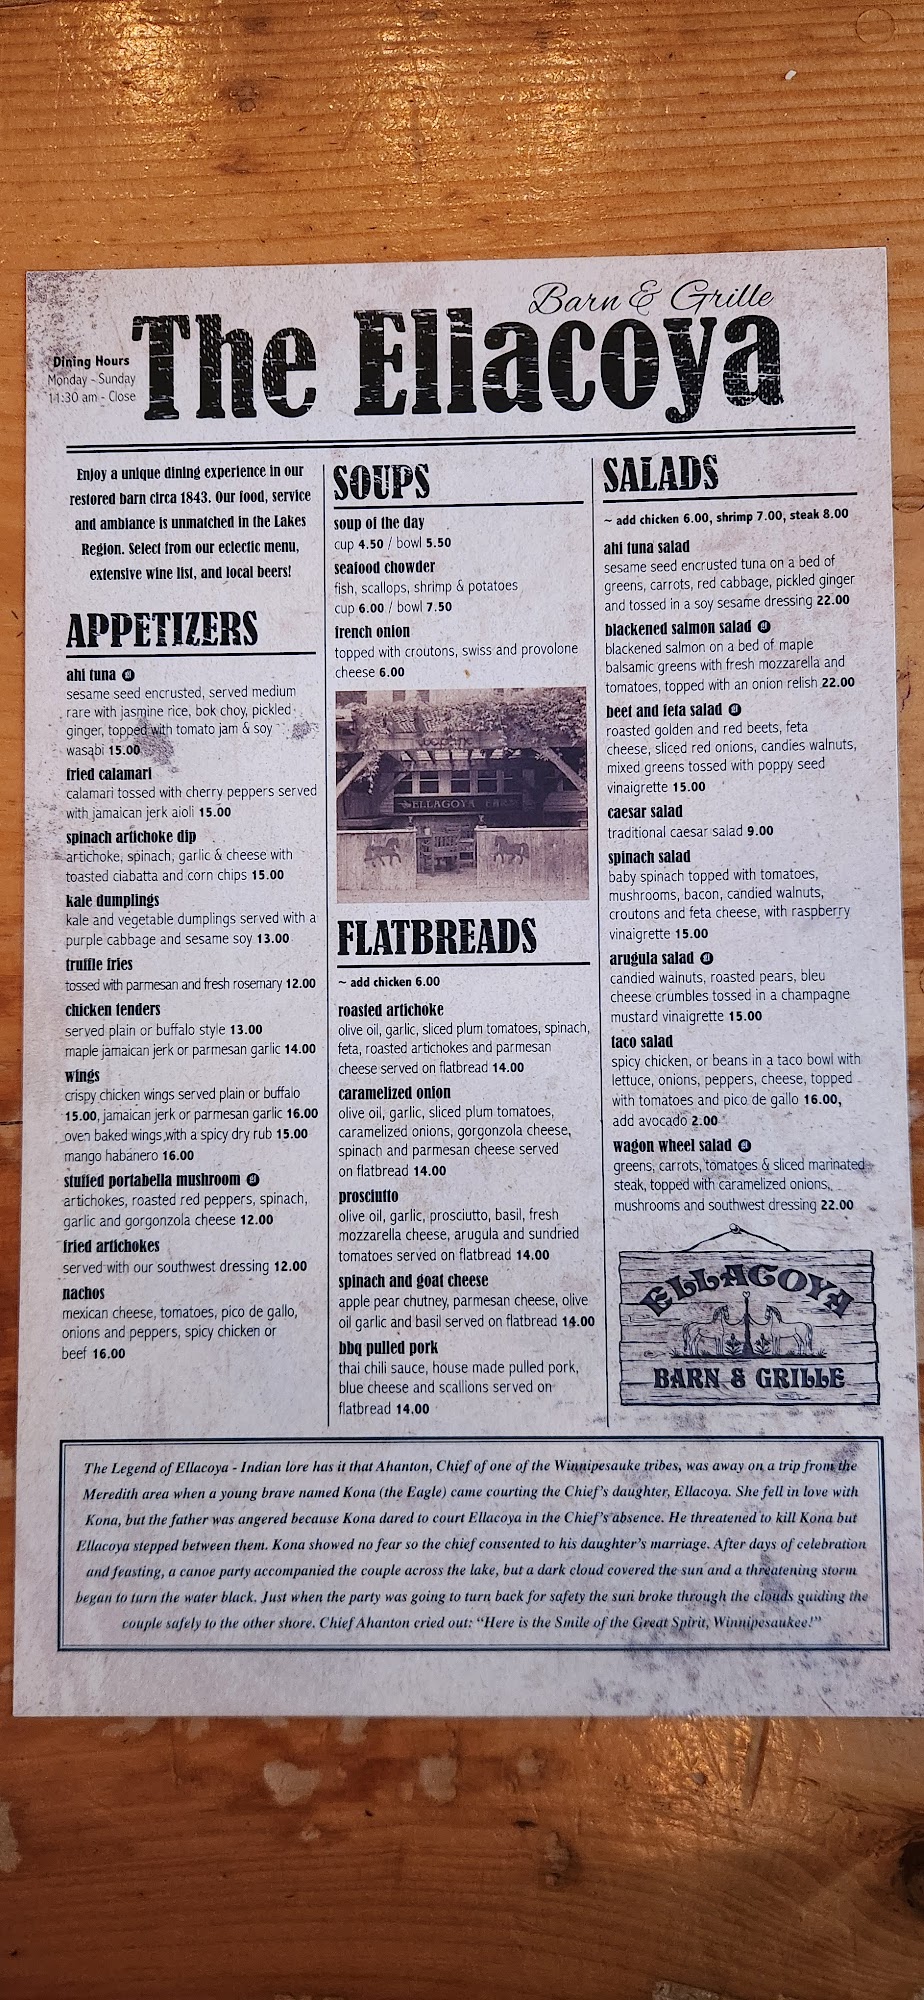 Barn & Grille
The Ellacoya
Dining Hours
Monday - Sunday
11:30 am - Close
Enjoy a unique dining experience in our
restored barn circa 1843. Our food, service
and ambiance is unmatched in the Lakes
Region. Select from our eclectic menu,
extensive wine list, and local beers!
APPETIZERS
ahi tuna
sesame seed encrusted, served medium
rare with jasmine rice, bok choy, pickled
ginger, topped with tomato jam & soy
wasabi 15.00
fried calamari
calamari tossed with cherry peppers served
with jamaican jerk aioli 15.00
spinach artichoke dip
artichoke, spinach, garlic & cheese with
toasted ciabatta and corn chips 15.00
kale dumplings
kale and vegetable dumplings served with a
purple cabbage and sesame soy 13.00
truffle fries
tossed with parmesan and fresh rosemary 12.00
chicken tenders
served plain or buffalo style 13.00
maple jamaican jerk or parmesan garlic 14.00
wings
crispy chicken wings served plain or buffalo
15.00, jamaican jerk or parmesan garlic 16.00
oven baked wings with a spicy dry rub 15.00
mango habanero 16.00
stuffed portabella mushroom
artichokes, roasted red peppers, spinach,
garlic and gorgonzola cheese 12.00
fried artichokes
served with our southwest dressing 12.00
nachos
mexican cheese, tomatoes, pico de gallo,
onions and peppers, spicy chicken or
beef 16.00
SOUPS
soup of the day
cup 4.50 / bowl 5.50
seafood chowder
fish, scallops, shrimp & potatoes
cup 6.00 / bowl 7.50
french onion
topped with croutons, swiss and provolone
cheese 6.00
ELLACOYA
FLATBREADS
~ add chicken 6.00
roasted artichoke
olive oil, garlic, sliced plum tomatoes, spinach,
feta, roasted artichokes and parmesan
cheese served on flatbread 14.00
caramelized onion
olive oil, garlic, sliced plum tomatoes,
caramelized onions, gorgonzola cheese,
spinach and parmesan cheese served
on flatbread 14.00
prosciutto
olive oil, garlic, prosciutto, basil, fresh
mozzarella cheese, arugula and sundried
tomatoes served on flatbread 14.00
spinach and goat cheese
apple pear chutney, parmesan cheese, olive
oil garlic and basil served on flatbread 14.00
bbq pulled pork
thai chili sauce, house made pulled pork,
blue cheese and scallions served on
flatbread 14.00
SALADS
~ add chicken 6.00, shrimp 7.00, steak 8.00
ahi tuna salad
sesame seed encrusted tuna on a bed of
greens, carrots, red cabbage, pickled ginger
and tossed in a soy sesame dressing 22.00
blackened salmon salad
blackened salmon on a bed of maple
balsamic greens with fresh mozzarella and
tomatoes, topped with an onion relish 22.00
beet and feta salad
roasted golden and red beets, feta
cheese, sliced red onions, candies walnuts,
mixed greens tossed with poppy seed
vinaigrette 15.00
caesar salad
traditional caesar salad 9.00
spinach salad
baby spinach topped with tomatoes,
mushrooms, bacon, candied walnuts,
croutons and feta cheese, with raspberry
vinaigrette 15.00
arugula salad
candied walnuts, roasted pears, bleu
cheese crumbles tossed in a champagne
mustard vinaigrette 15.00
taco salad
spicy chicken, or beans in a taco bowl with
lettuce, onions, peppers, cheese, topped
with tomatoes and pico de gallo 16.00,
add avocado 2.00
wagon wheel salad
greens, carrots, tomatoes & sliced marinated
steak, topped with caramelized onions,
mushrooms and southwest dressing 22.00
ELLACOYA
BARN & GRILLE
The Legend of Ellacoya - Indian lore has it that Ahanton, Chief of one of the Winnipesauke tribes, was away on a trip from the
Meredith area when a young brave named Kona (the Eagle) came courting the Chief's daughter, Ellacoya. She fell in love with
Kona, but the father was angered because Kona dared to court Ellacoya in the Chief's absence. He threatened to kill Kona but
Ellacoya stepped between them. Kona showed no fear so the chief consented to his daughter's marriage. After days of celebration
and feasting, a canoe party accompanied the couple across the lake, but a dark cloud covered the sun and a threatening storm
began to turn the water black. Just when the party was going to turn back for safety the sun broke through the clouds guiding the
couple safely to the other shore. Chief Ahanton cried out: "Here is the Smile of the Great Spirit, Winnipesaukee!"